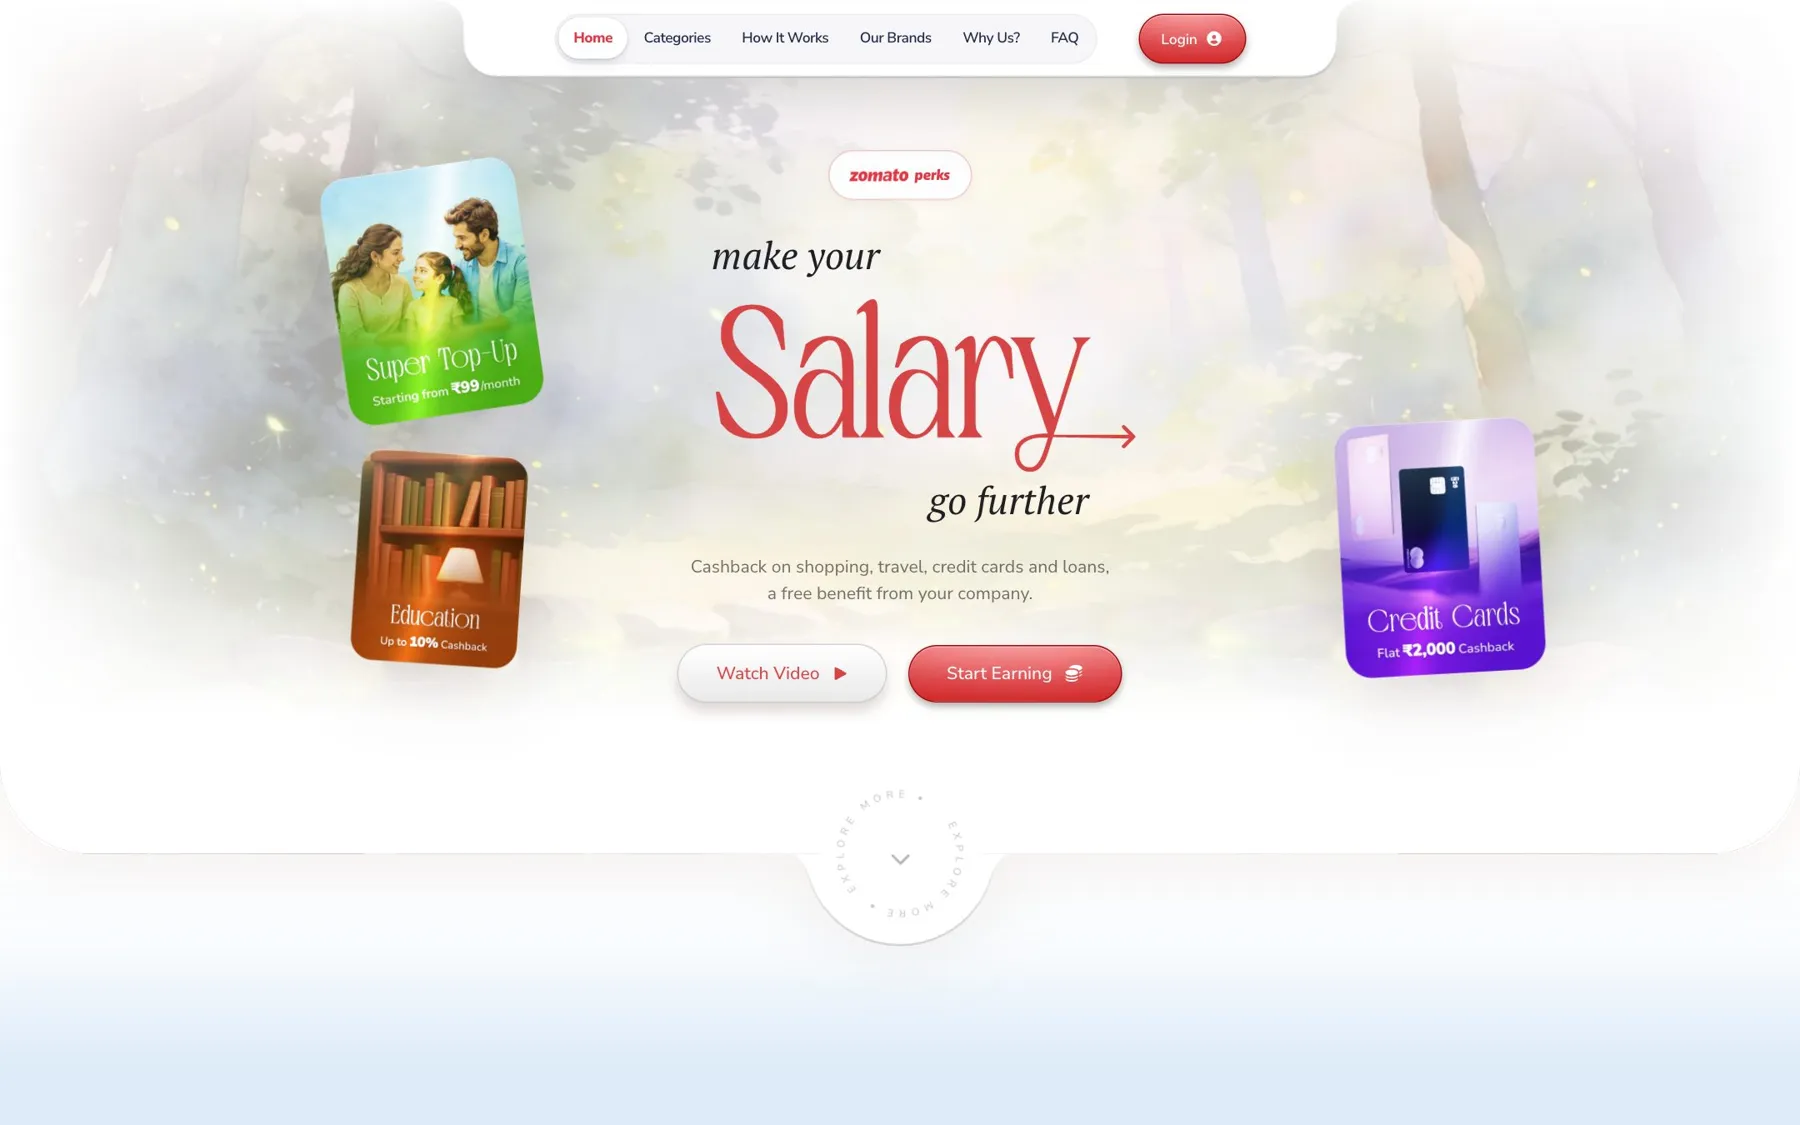 Home Categories How It Works Our Brands Why Us? FAQ Login
zomato perks
make your
Salary
go further
Cashback on shopping, travel, credit cards and loans,
a free benefit from your company.
Watch Video Start Earning
Super Top-Up
Starting from ₹99/month
Education
Up to 10% Cashback
Credit Cards
Flat ₹2,000 Cashback
EXPLORE MORE • EXPLORE MORE •